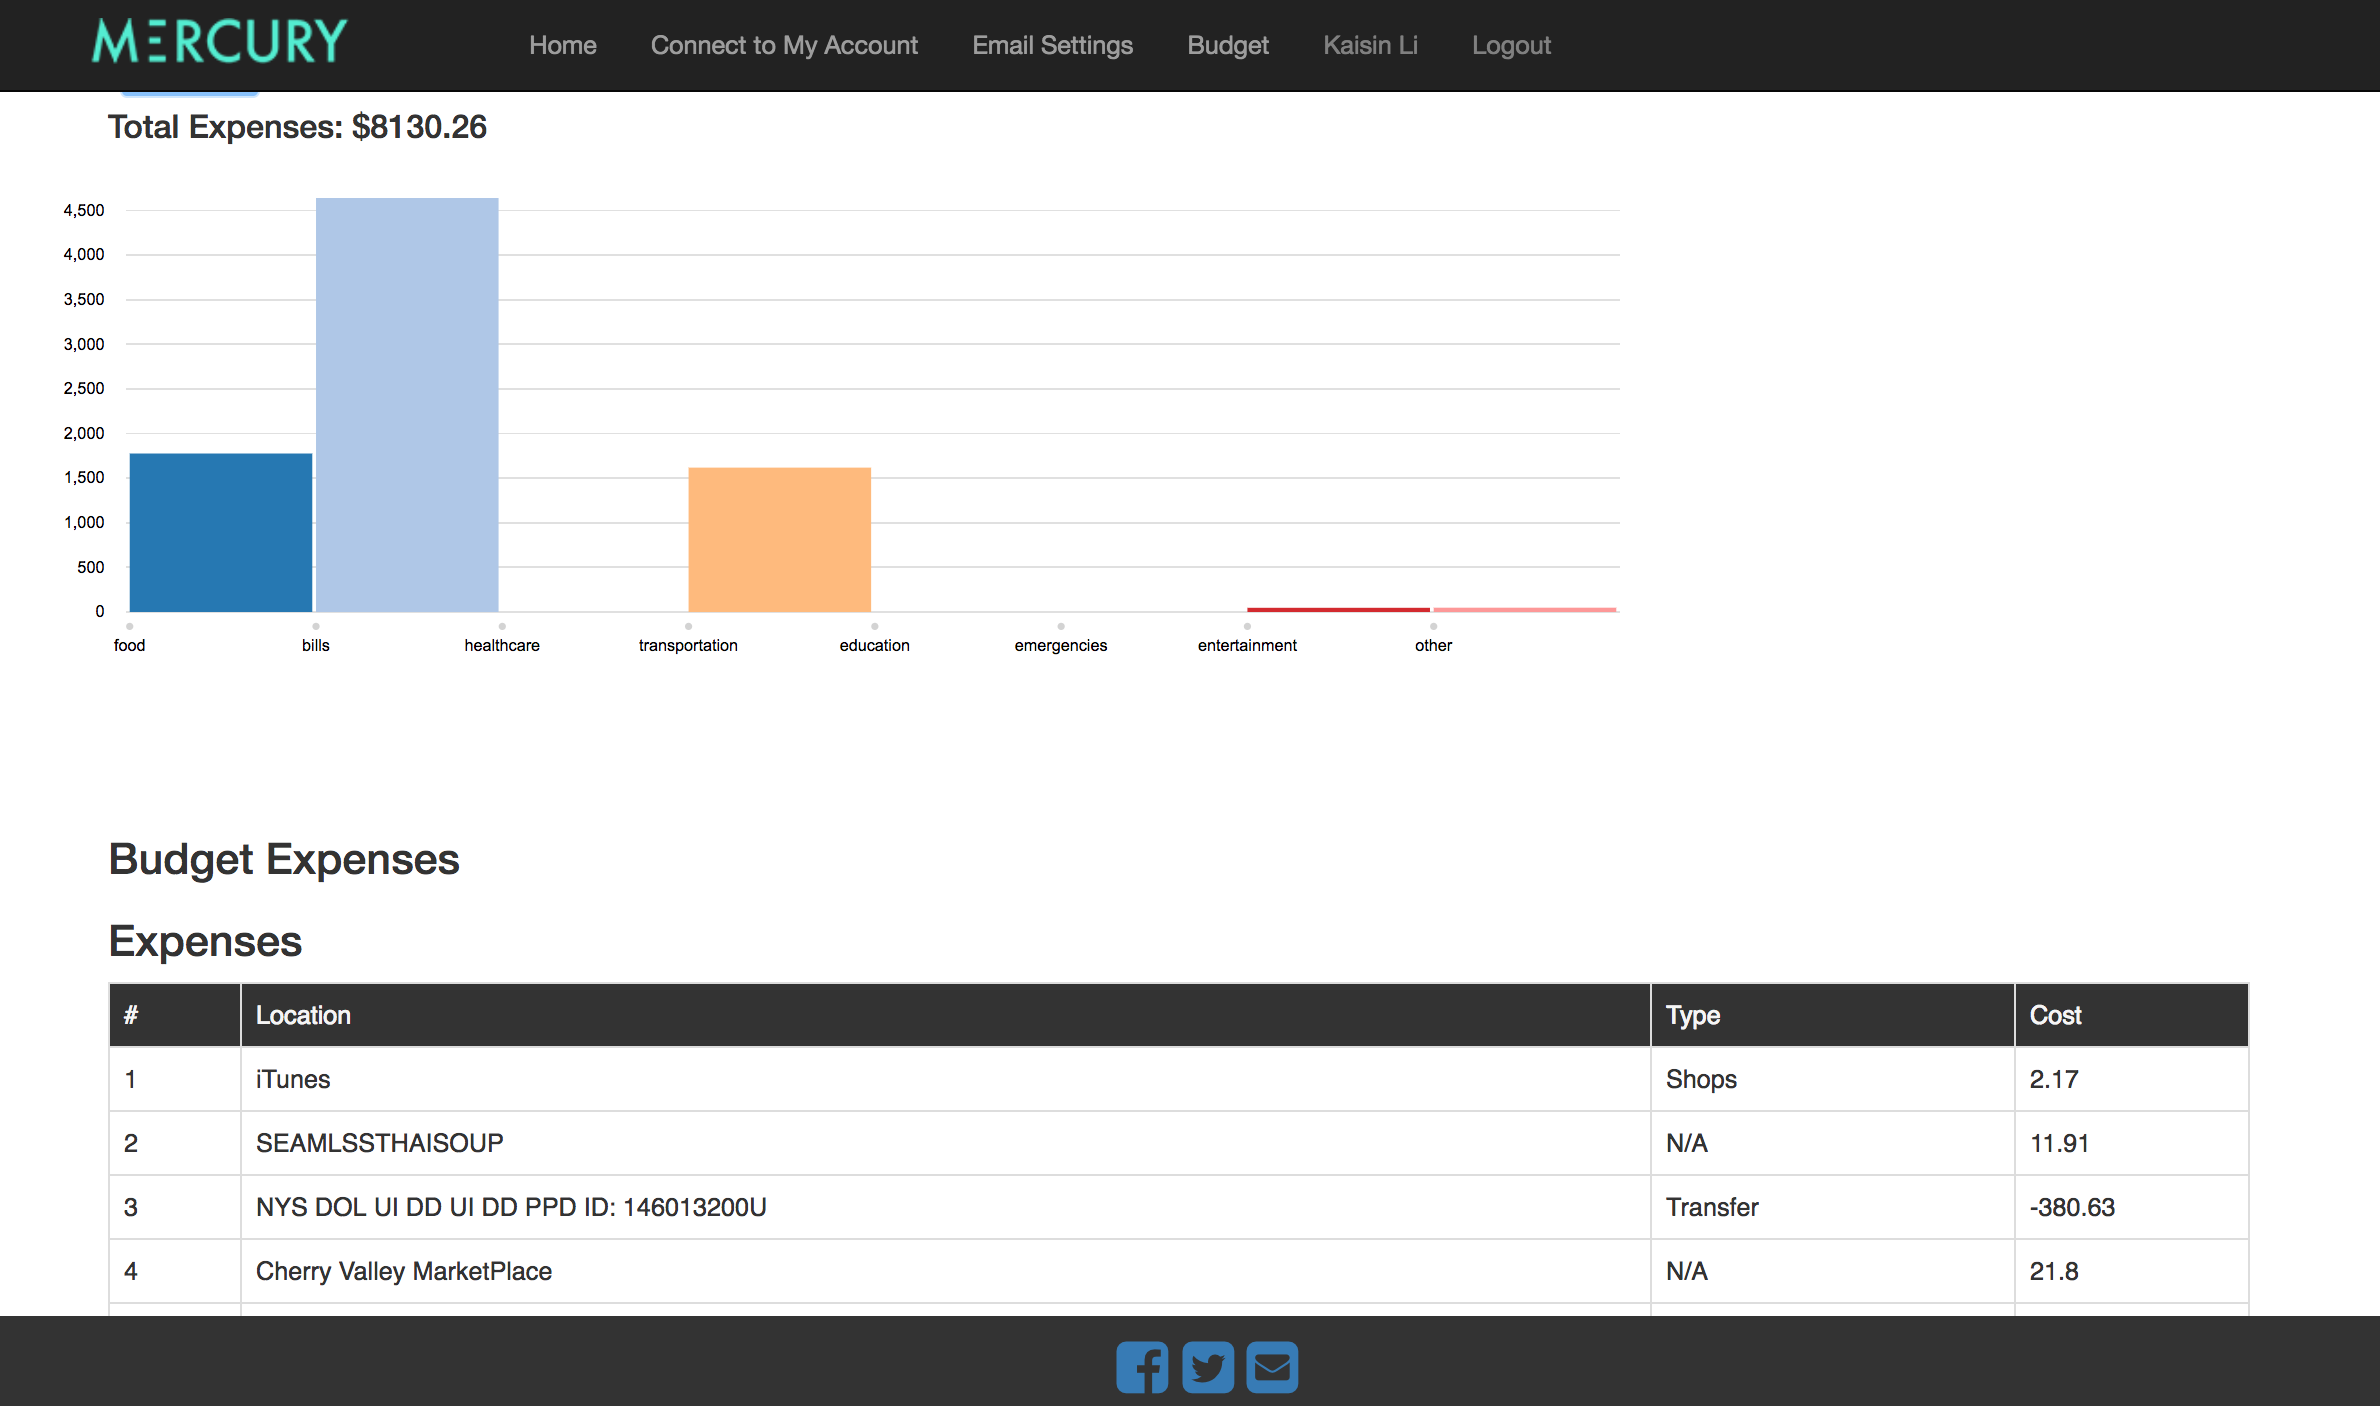 MERCURY Home Connect to My Account Email Settings Budget Kaisin Li Logout
Total Expenses: $8130.26
4,500
4,000
3,500
3,000
2,500
2,000
1,500
1,000
500
0
food bills healthcare transportation education emergencies entertainment other
Budget Expenses
Expenses
# Location Type Cost
1 iTunes Shops 2.17
2 SEAMLSSTHAISOUP N/A 11.91
3 NYS DOL UI DD UI DD PPD ID: 146013200U Transfer -380.63
4 Cherry Valley MarketPlace N/A 21.8